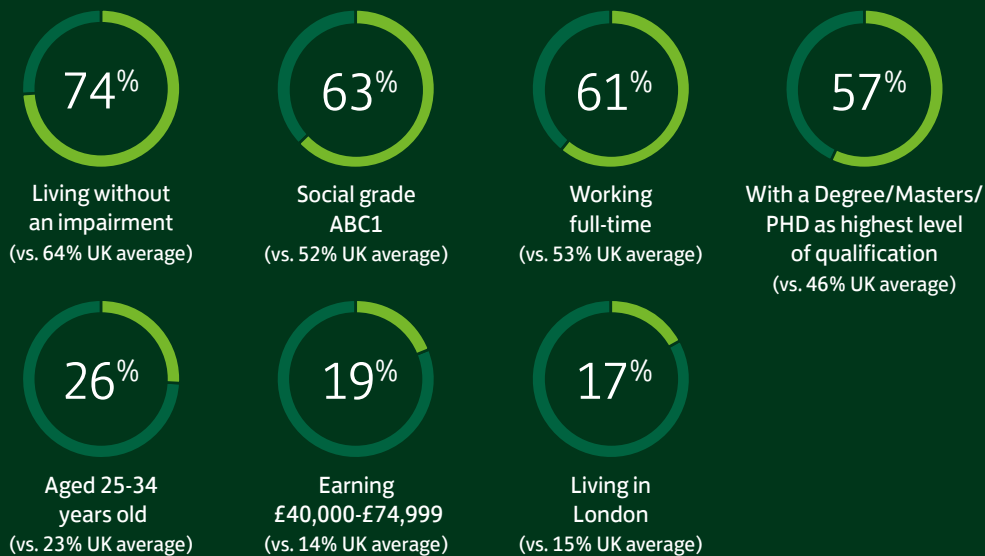 74%
Living without
an impairment
(vs. 64% UK average)
63%
Social grade
ABC1
(vs. 52% UK average)
61%
Working
full-time
(vs. 53% UK average)
57%
With a Degree/Masters/
PHD as highest level
of qualification
(vs. 46% UK average)
26%
Aged 25-34
years old
(vs. 23% UK average)
19%
Earning
£40,000-£74,999
(vs. 14% UK average)
17%
Living in
London
(vs. 15% UK average)